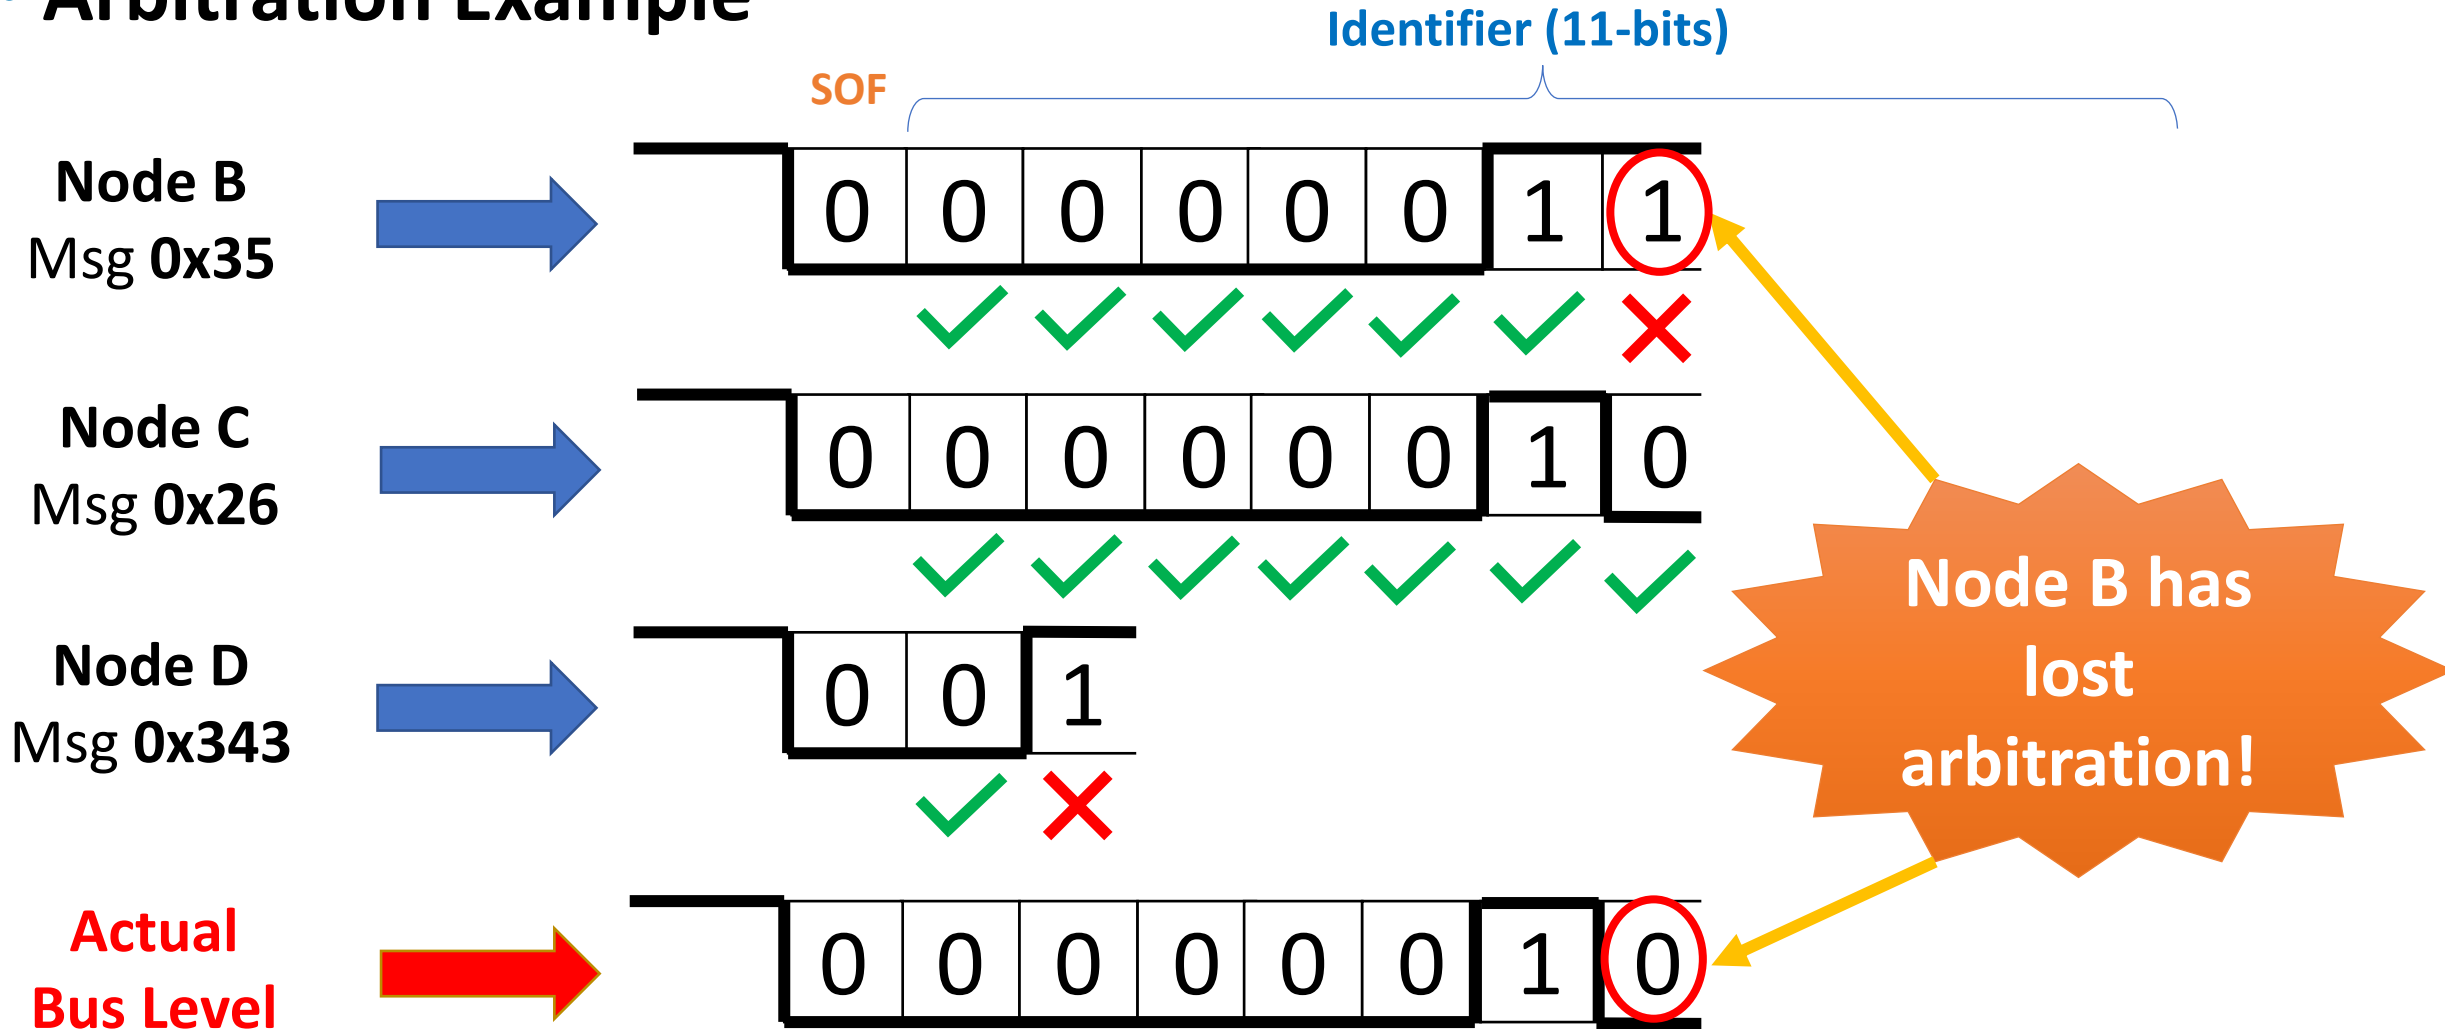 • Arbitration Example
Identifier (11-bits)
SOF
Node B
Msg 0x35
0 0 0 0 0 0 1 1
Node C
Msg 0x26
0 0 0 0 0 0 1 0
Node D
Msg 0x343
0 0 1
Node B has
lost
arbitration!
Actual
Bus Level
0 0 0 0 0 0 1 0